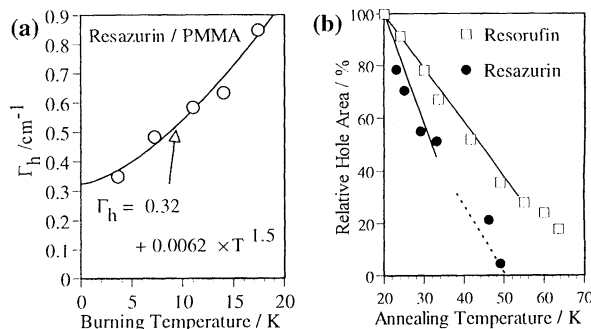 (a)
Resazurin / PMMA
Γh /cm-1
0.9
0.8
0.7
0.6
0.5
0.4
0.3
0.2
0.1
0
Γh = 0.32
+ 0.0062 ×T 1.5
0 5 10 15 20
Burning Temperature / K
(b)
Resorufin
Resazurin
Relative Hole Area / %
100
80
60
40
20
0
20 30 40 50 60 70
Annealing Temperature / K